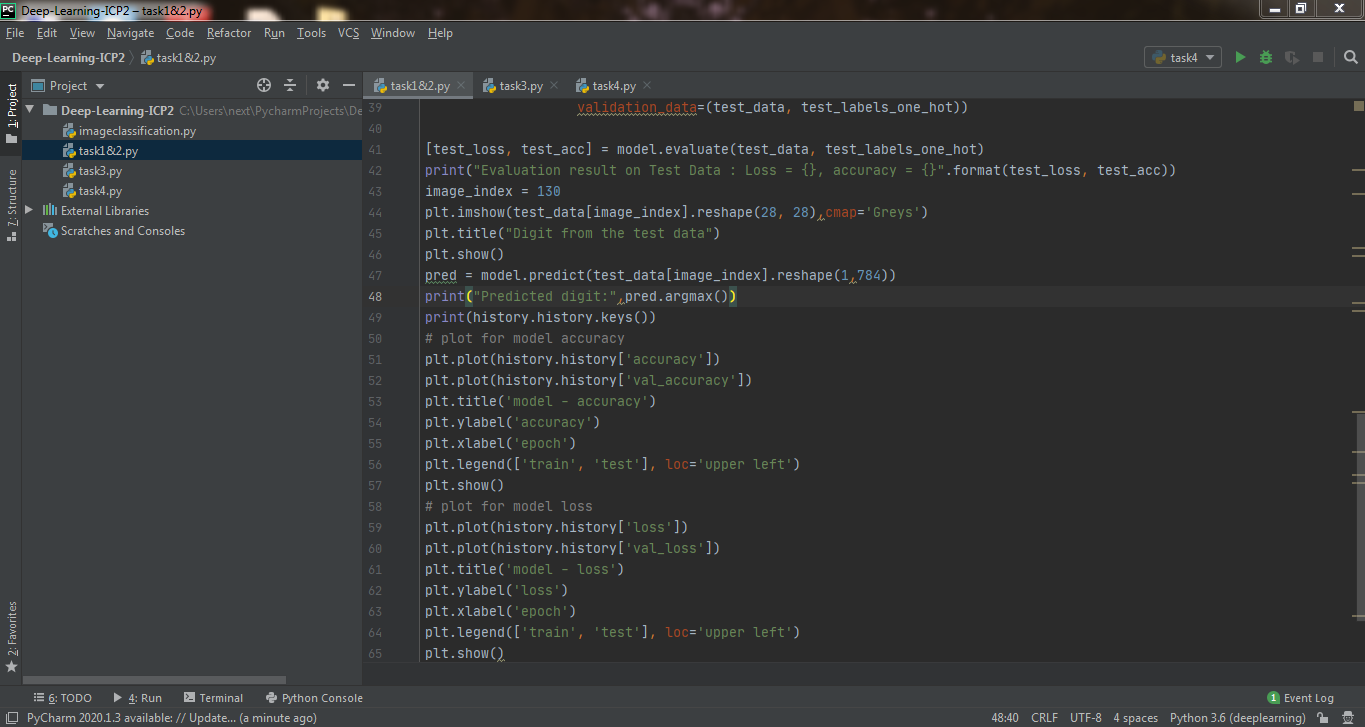 PC Deep-Learning-ICP2 – task1&2.py
File Edit View Navigate Code Refactor Run Tools VCS Window Help
Deep-Learning-ICP2 task1&2.py task4
Project
task1&2.py task3.py task4.py
1: Project
7: Structure
2: Favorites
Deep-Learning-ICP2 C:\Users\next\PycharmProjects\De
imageclassification.py
task1&2.py
task3.py
task4.py
External Libraries
Scratches and Consoles
39 validation_data=(test_data, test_labels_one_hot))
40
41 [test_loss, test_acc] = model.evaluate(test_data, test_labels_one_hot)
42 print("Evaluation result on Test Data : Loss = {}, accuracy = {}".format(test_loss, test_acc))
43 image_index = 130
44 plt.imshow(test_data[image_index].reshape(28, 28),cmap='Greys')
45 plt.title("Digit from the test data")
46 plt.show()
47 pred = model.predict(test_data[image_index].reshape(1,784))
48 print("Predicted digit:",pred.argmax())
49 print(history.history.keys())
50 # plot for model accuracy
51 plt.plot(history.history['accuracy'])
52 plt.plot(history.history['val_accuracy'])
53 plt.title('model - accuracy')
54 plt.ylabel('accuracy')
55 plt.xlabel('epoch')
56 plt.legend(['train', 'test'], loc='upper left')
57 plt.show()
58 # plot for model loss
59 plt.plot(history.history['loss'])
60 plt.plot(history.history['val_loss'])
61 plt.title('model - loss')
62 plt.ylabel('loss')
63 plt.xlabel('epoch')
64 plt.legend(['train', 'test'], loc='upper left')
65 plt.show()
6: TODO 4: Run Terminal Python Console 1 Event Log
PyCharm 2020.1.3 available: // Update... (a minute ago) 48:40 CRLF UTF-8 4 spaces Python 3.6 (deeplearning)